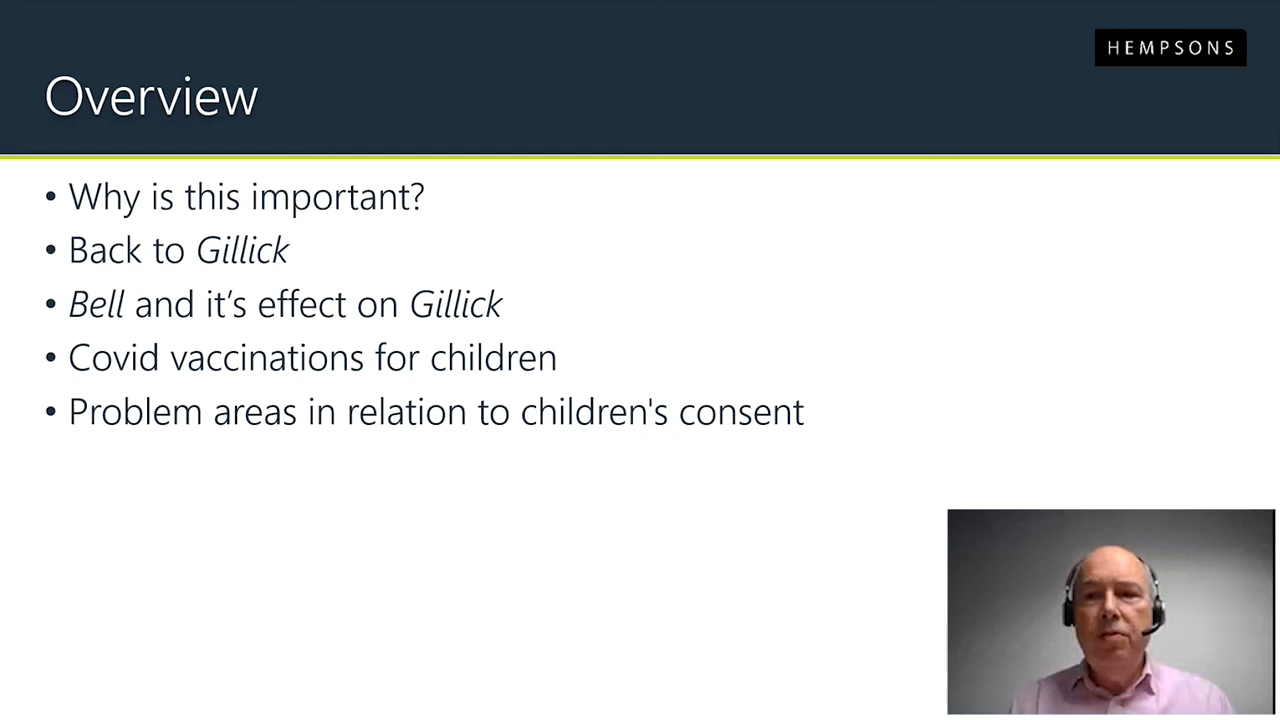 HEMPSONS
Overview
• Why is this important?
• Back to Gillick
• Bell and it’s effect on Gillick
• Covid vaccinations for children
• Problem areas in relation to children's consent